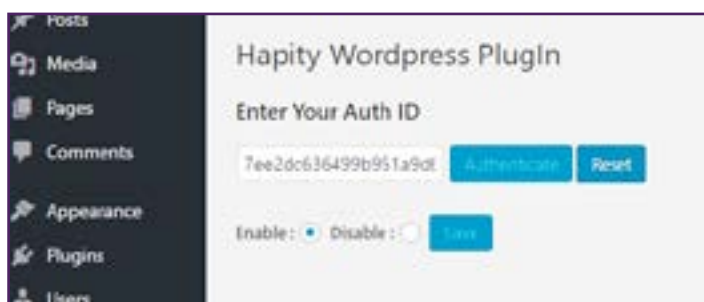 Posts
Media
Pages
Comments
Appearance
Plugins
Users
Hapity Wordpress PlugIn
Enter Your Auth ID
7ee2dc636499b951a9d Authenticate Reset
Enable : Disable : Save